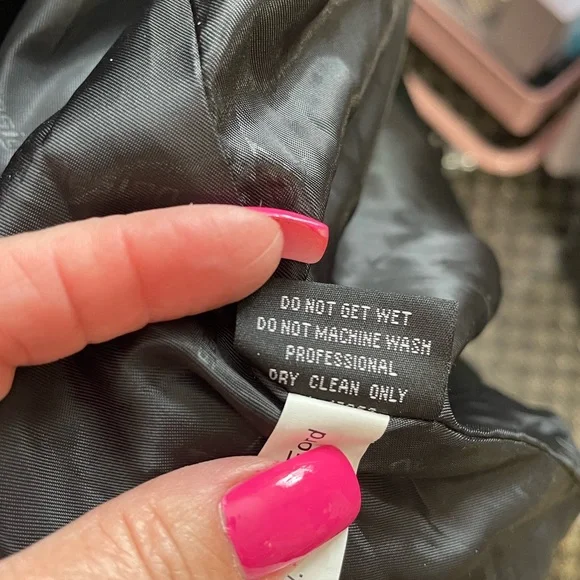 DO NOT GET WET
DO NOT MACHINE WASH
PROFESSIONAL
DRY CLEAN ONLY